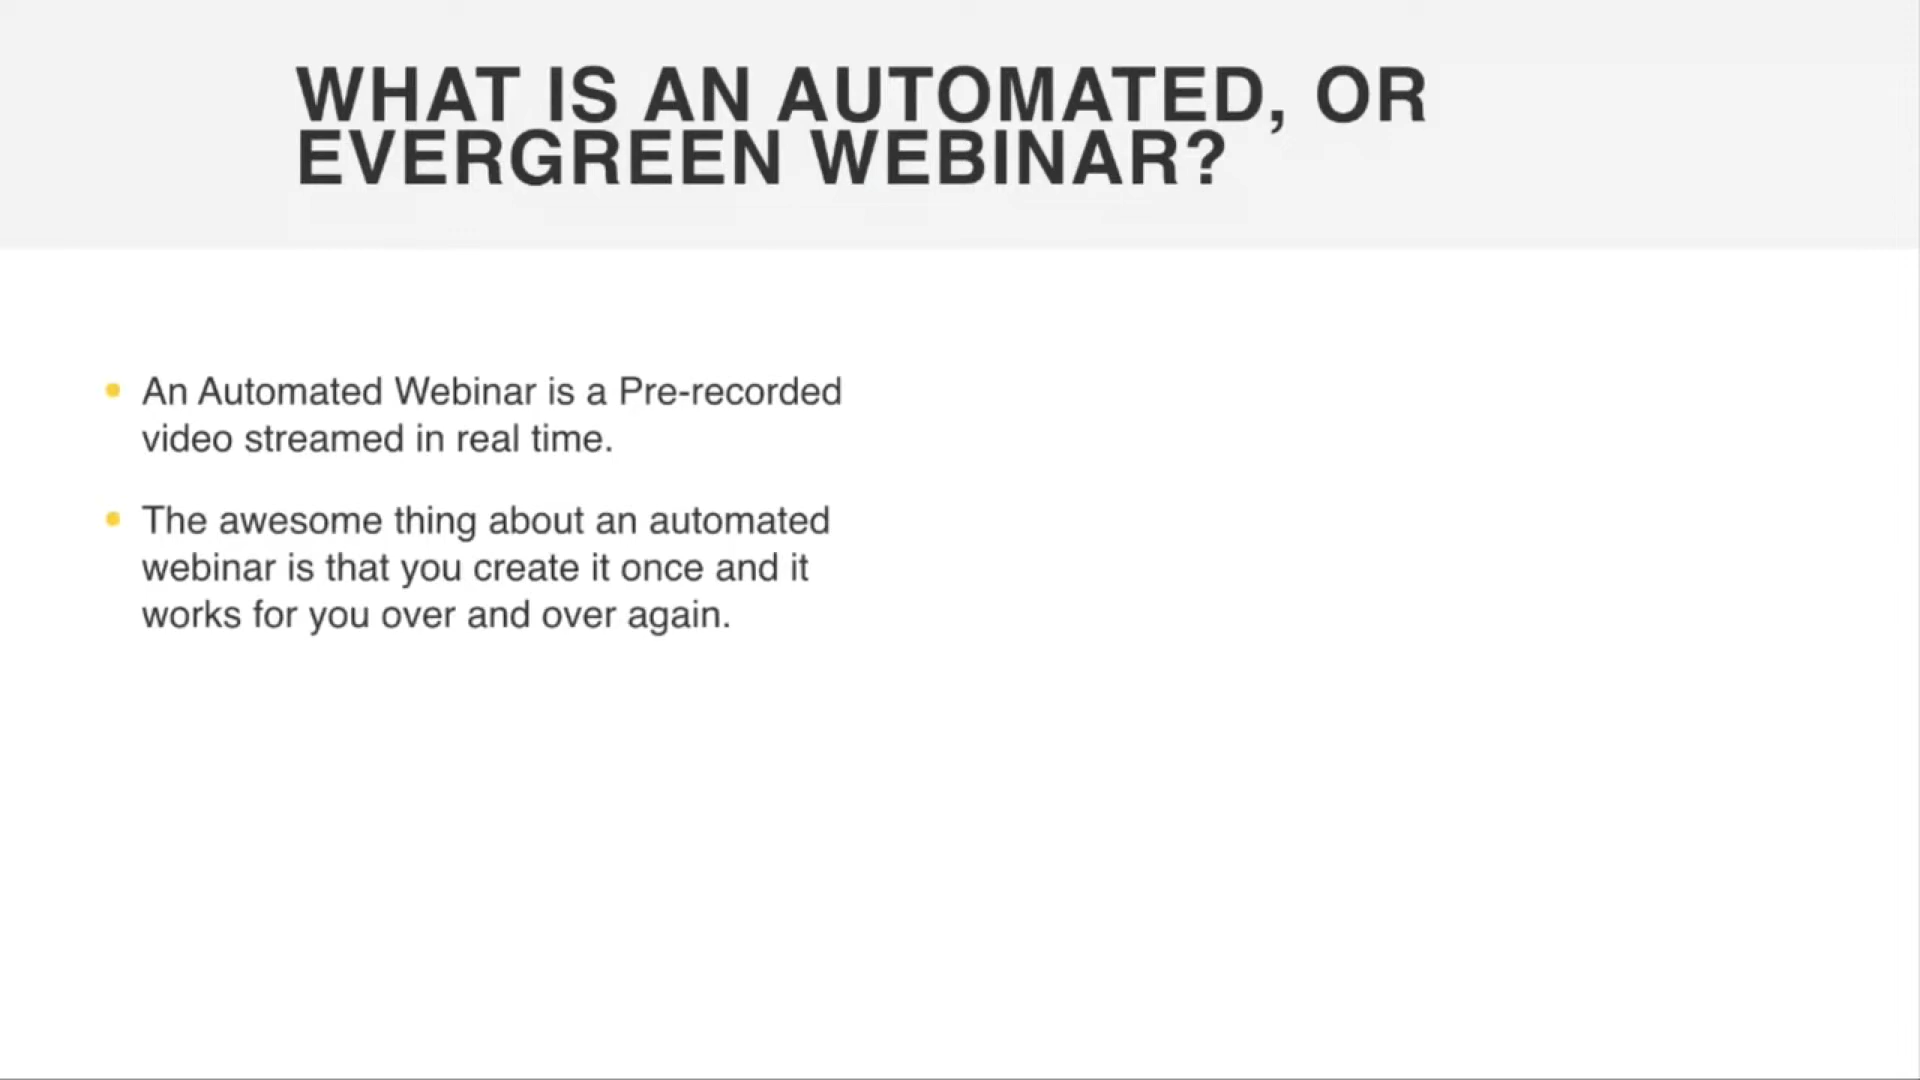 WHAT IS AN AUTOMATED, OR
EVERGREEN WEBINAR?
• An Automated Webinar is a Pre-recorded
video streamed in real time.
• The awesome thing about an automated
webinar is that you create it once and it
works for you over and over again.